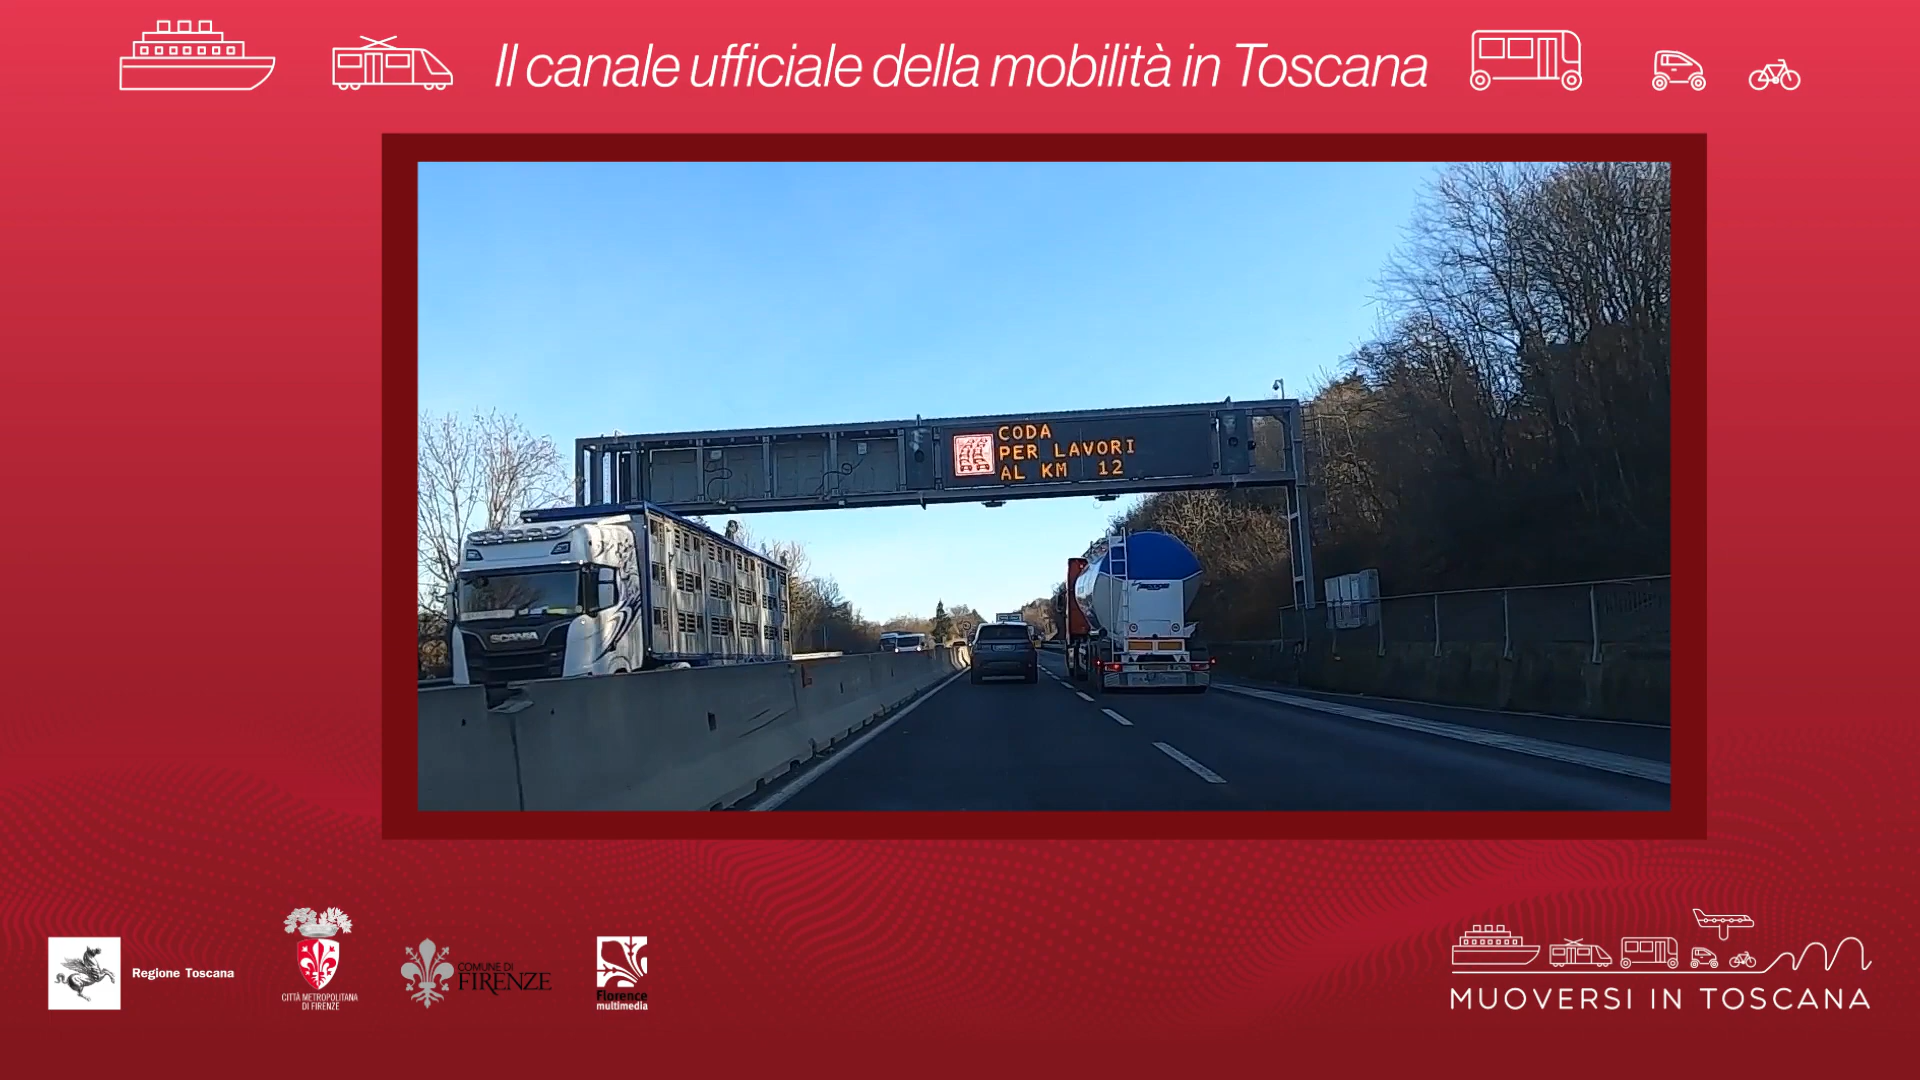 Il canale ufficiale della mobilità in Toscana
CODA
PER LAVORI
AL KM 12
SCANIA
Regione Toscana
CITTÀ METROPOLITANA
DI FIRENZE
COMUNE DI
FIRENZE
Florence
multimedia
MUOVERSI IN TOSCANA